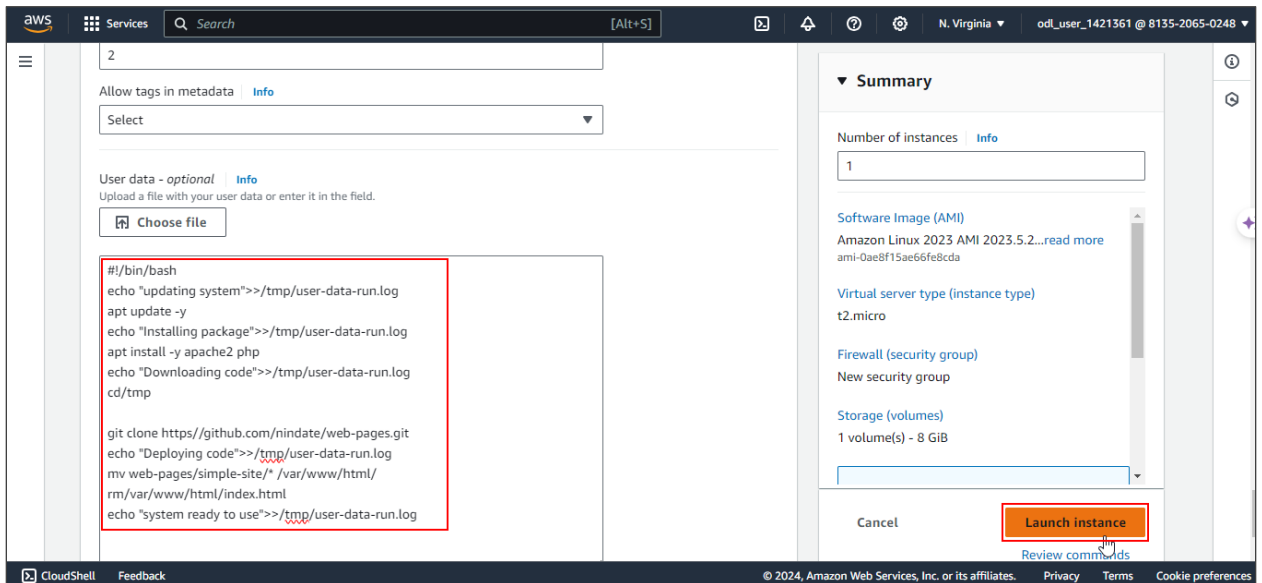 aws Services Search [Alt+S] N. Virginia ▼ odl_user_1421361 @ 8135-2065-0248 ▼
2
Allow tags in metadata Info
Select
User data - optional Info
Upload a file with your user data or enter it in the field.
Choose file
#!/bin/bash
echo "updating system">>/tmp/user-data-run.log
apt update -y
echo "Installing package">>/tmp/user-data-run.log
apt install -y apache2 php
echo "Downloading code">>/tmp/user-data-run.log
cd/tmp
git clone https//github.com/nindate/web-pages.git
echo "Deploying code">>/tmp/user-data-run.log
mv web-pages/simple-site/* /var/www/html/
rm/var/www/html/index.html
echo "system ready to use">>/tmp/user-data-run.log
▼ Summary
Number of instances Info
1
Software Image (AMI)
Amazon Linux 2023 AMI 2023.5.2...read more
ami-0ae8f15ae66fe8cda
Virtual server type (instance type)
t2.micro
Firewall (security group)
New security group
Storage (volumes)
1 volume(s) - 8 GiB
Cancel Launch instance
Review commands
CloudShell Feedback © 2024, Amazon Web Services, Inc. or its affiliates. Privacy Terms Cookie preferences